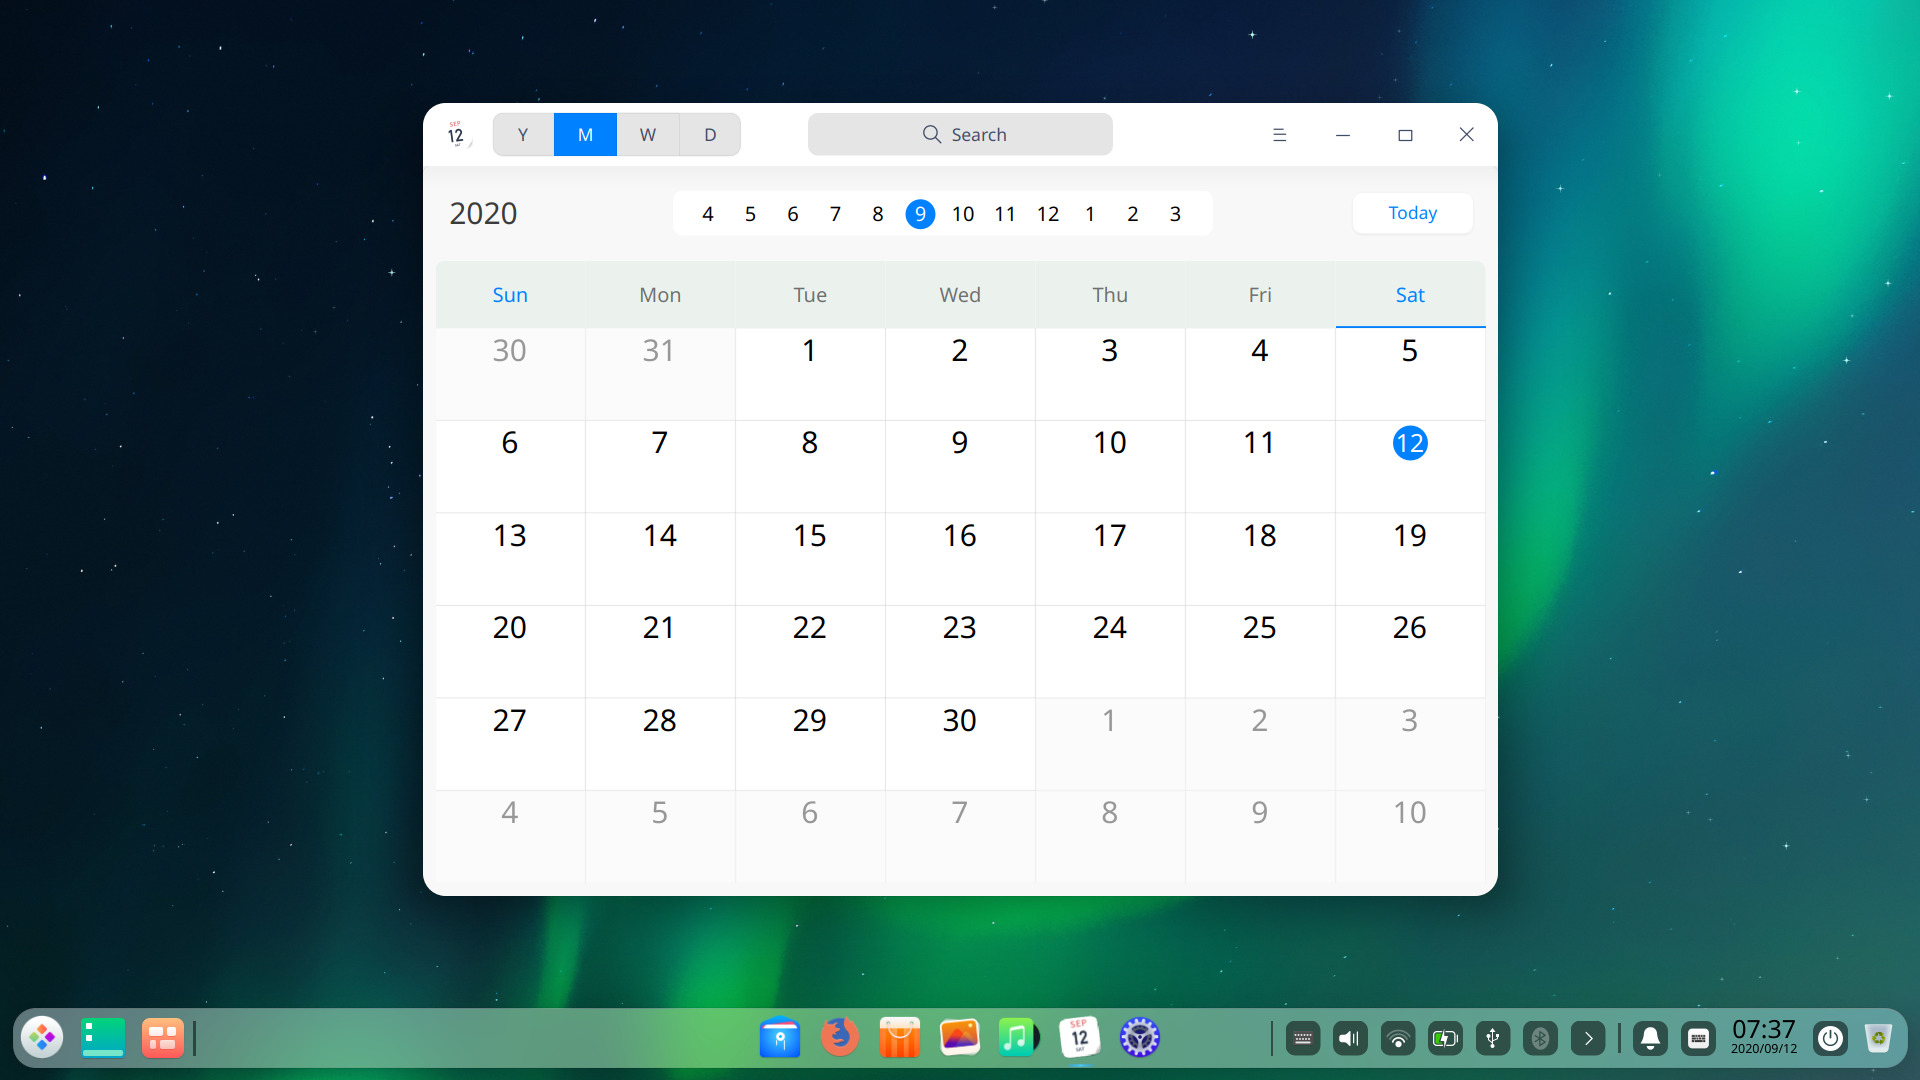 SEP
12
SAT
Y M W D
Search
2020
4 5 6 7 8 9 10 11 12 1 2 3
Today
Sun Mon Tue Wed Thu Fri Sat
30 31 1 2 3 4 5
6 7 8 9 10 11 12
13 14 15 16 17 18 19
20 21 22 23 24 25 26
27 28 29 30 1 2 3
4 5 6 7 8 9 10
SEP
12
SAT
07:37
2020/09/12